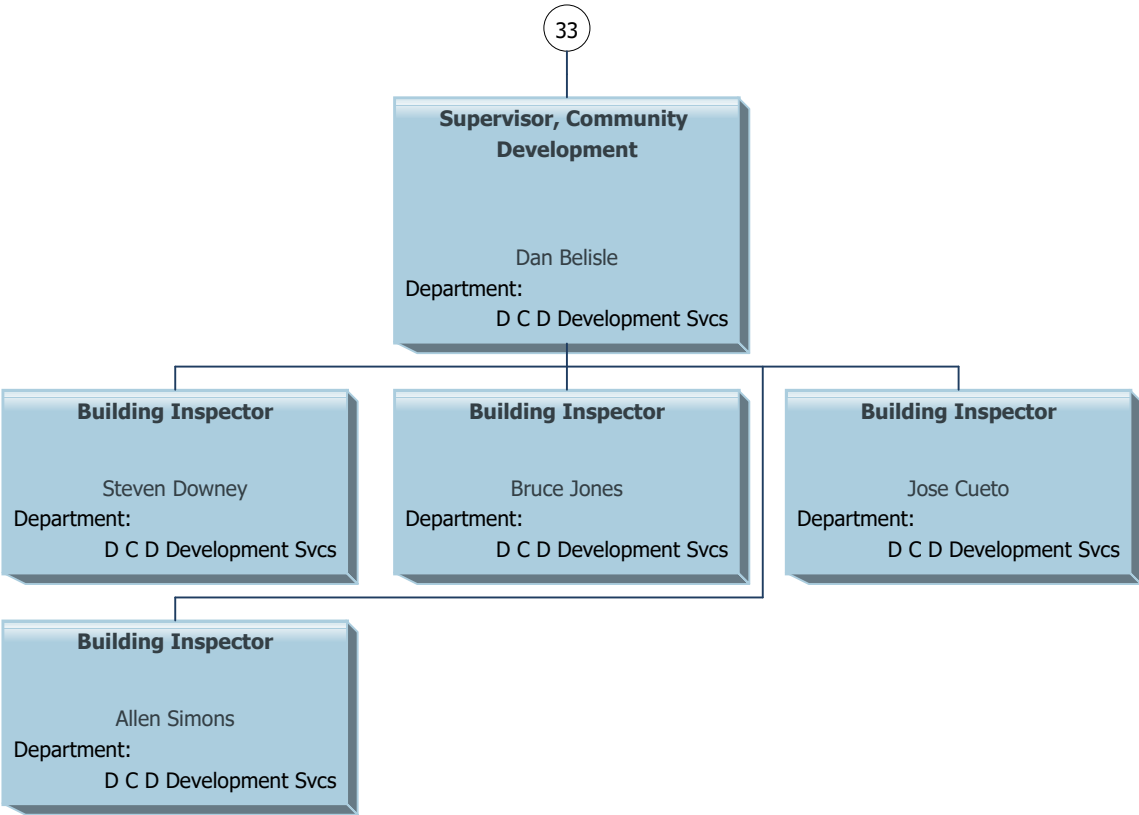 33
Supervisor, Community
Development
Dan Belisle
Department:
D C D Development Svcs
Building Inspector
Steven Downey
Department:
D C D Development Svcs
Building Inspector
Bruce Jones
Department:
D C D Development Svcs
Building Inspector
Jose Cueto
Department:
D C D Development Svcs
Building Inspector
Allen Simons
Department:
D C D Development Svcs